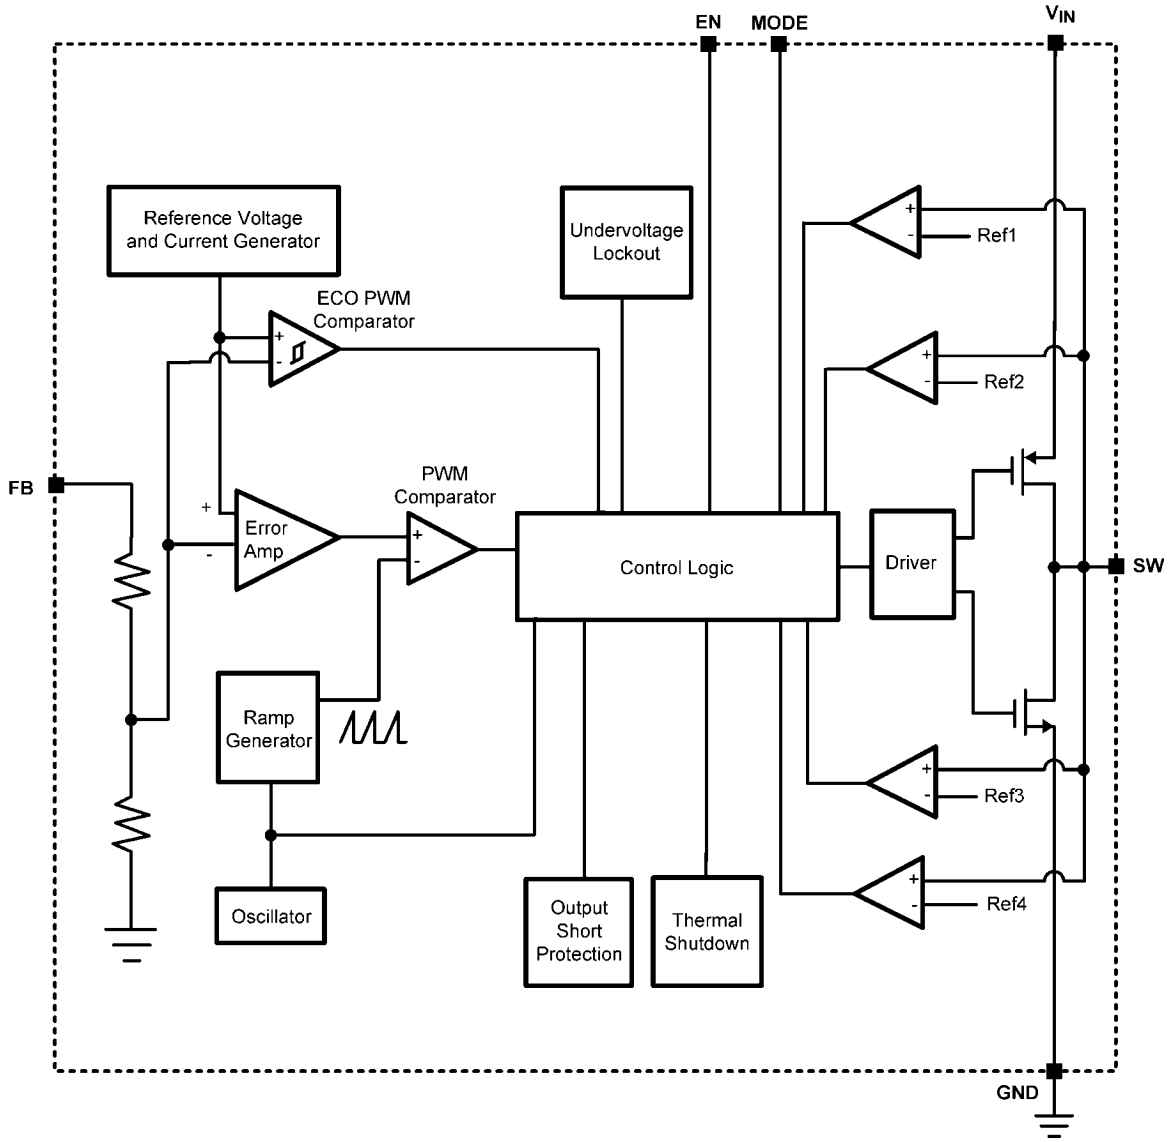 EN
MODE
VIN
Reference Voltage
and Current Generator
Undervoltage
Lockout
+
-
Ref1
ECO PWM
Comparator
+
-
+
-
Ref2
FB
PWM
Comparator
+
-
Error
Amp
+
-
Control Logic
Driver
SW
Ramp
Generator
+
-
Ref3
Oscillator
Output
Short
Protection
Thermal
Shutdown
+
-
Ref4
GND